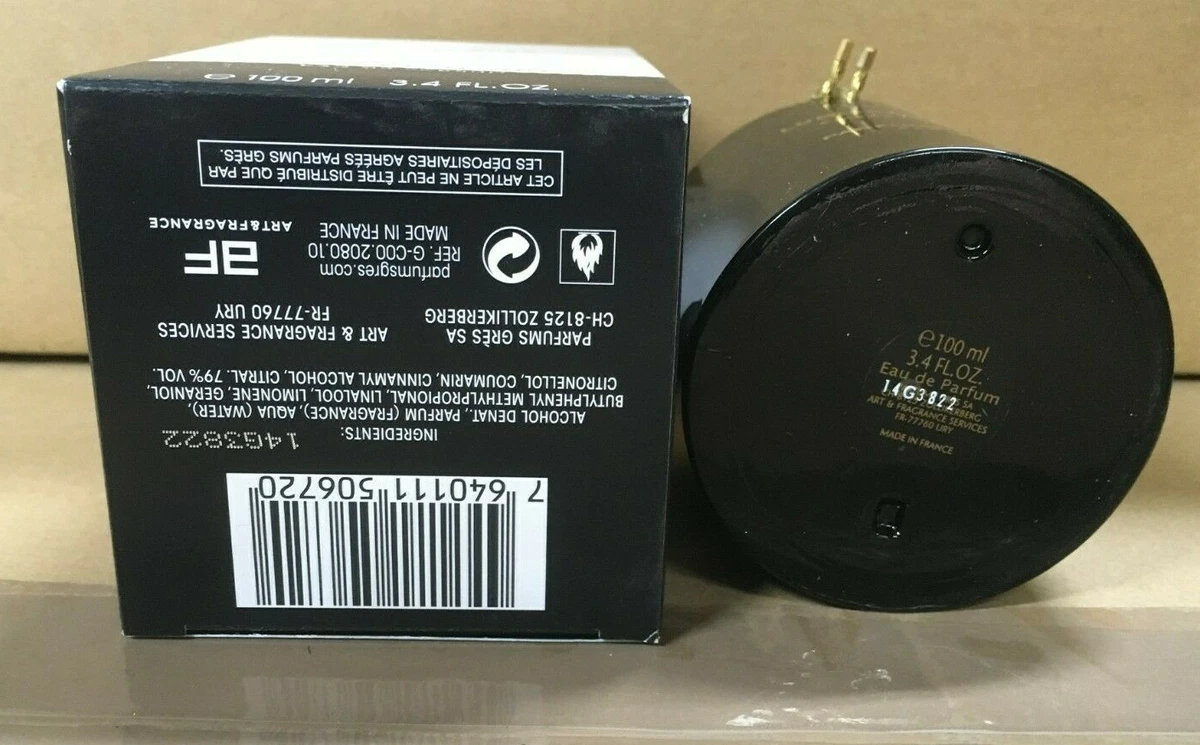 e 100 ml 3.4 FL.OZ.
CET ARTICLE NE PEUT ÊTRE DISTRIBUÉ QUE PAR
LES DÉPOSITAIRES AGRÉÉS PARFUMS GRÈS.
parfumsgres.com
REF. G-C00.2080.10
MADE IN FRANCE
AF
ART&FRAGRANCE
PARFUMS GRÈS SA
CH-8125 ZOLLIKERBERG
ART & FRAGRANCE SERVICES
FR-77760 URY
INGREDIENTS:
ALCOHOL DENAT., PARFUM (FRAGRANCE), AQUA (WATER),
BUTYLPHENYL METHYLPROPIONAL, LINALOOL, LIMONENE, GERANIOL,
CITRONELLOL, COUMARIN, CINNAMYL ALCOHOL, CITRAL. 79% VOL.
14G3822
7 640111 506720
e 100 ml
3.4 FL.OZ.
Eau de Parfum
14G3822
SA
ERBERG
ART & FRAGRANCE SERVICES
FR-77760 URY
MADE IN FRANCE